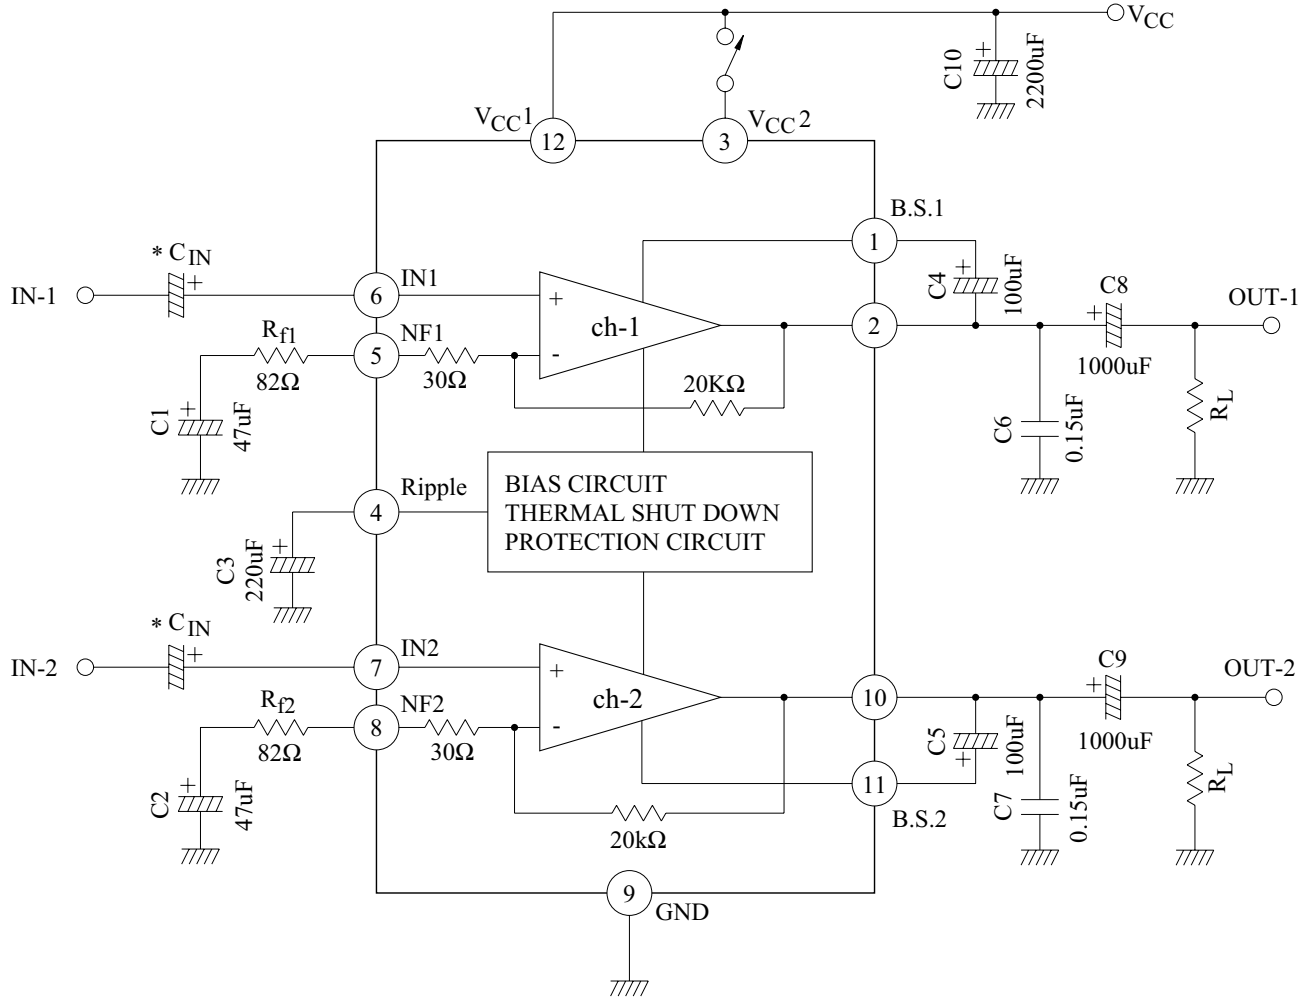 VCC
C10
2200uF
VCC1
12
3
VCC2
B.S.1
1
* CIN
IN1
IN-1
6
+
+
ch-1
-
C4
+
100uF
C8
+
1000uF
OUT-1
2
Rf1
82Ω
NF1
5
30Ω
20KΩ
C1
+
47uF
C6
0.15uF
RL
Ripple
4
BIAS CIRCUIT
THERMAL SHUT DOWN
PROTECTION CIRCUIT
C3
+
220uF
* CIN
IN2
IN-2
+
7
+
ch-2
-
10
C9
+
1000uF
OUT-2
Rf2
82Ω
NF2
8
30Ω
C5
+
100uF
11
B.S.2
C2
+
47uF
20kΩ
C7
0.15uF
RL
9
GND
+